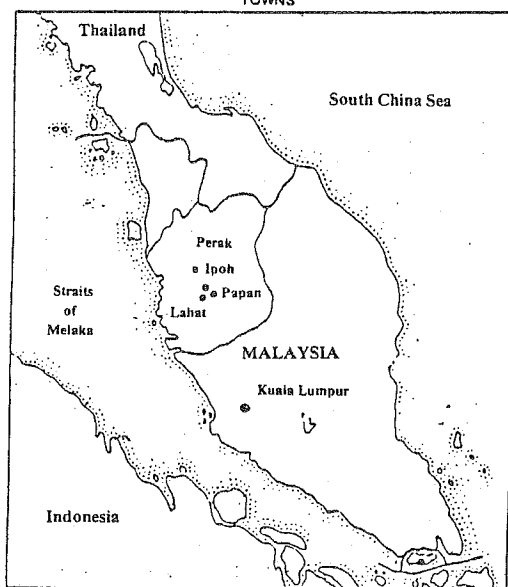 TOWNS
Thailand
South China Sea
Perak
Ipoh
Papan
Straits
of
Melaka
Lahat
MALAYSIA
Kuala Lumpur
Indonesia